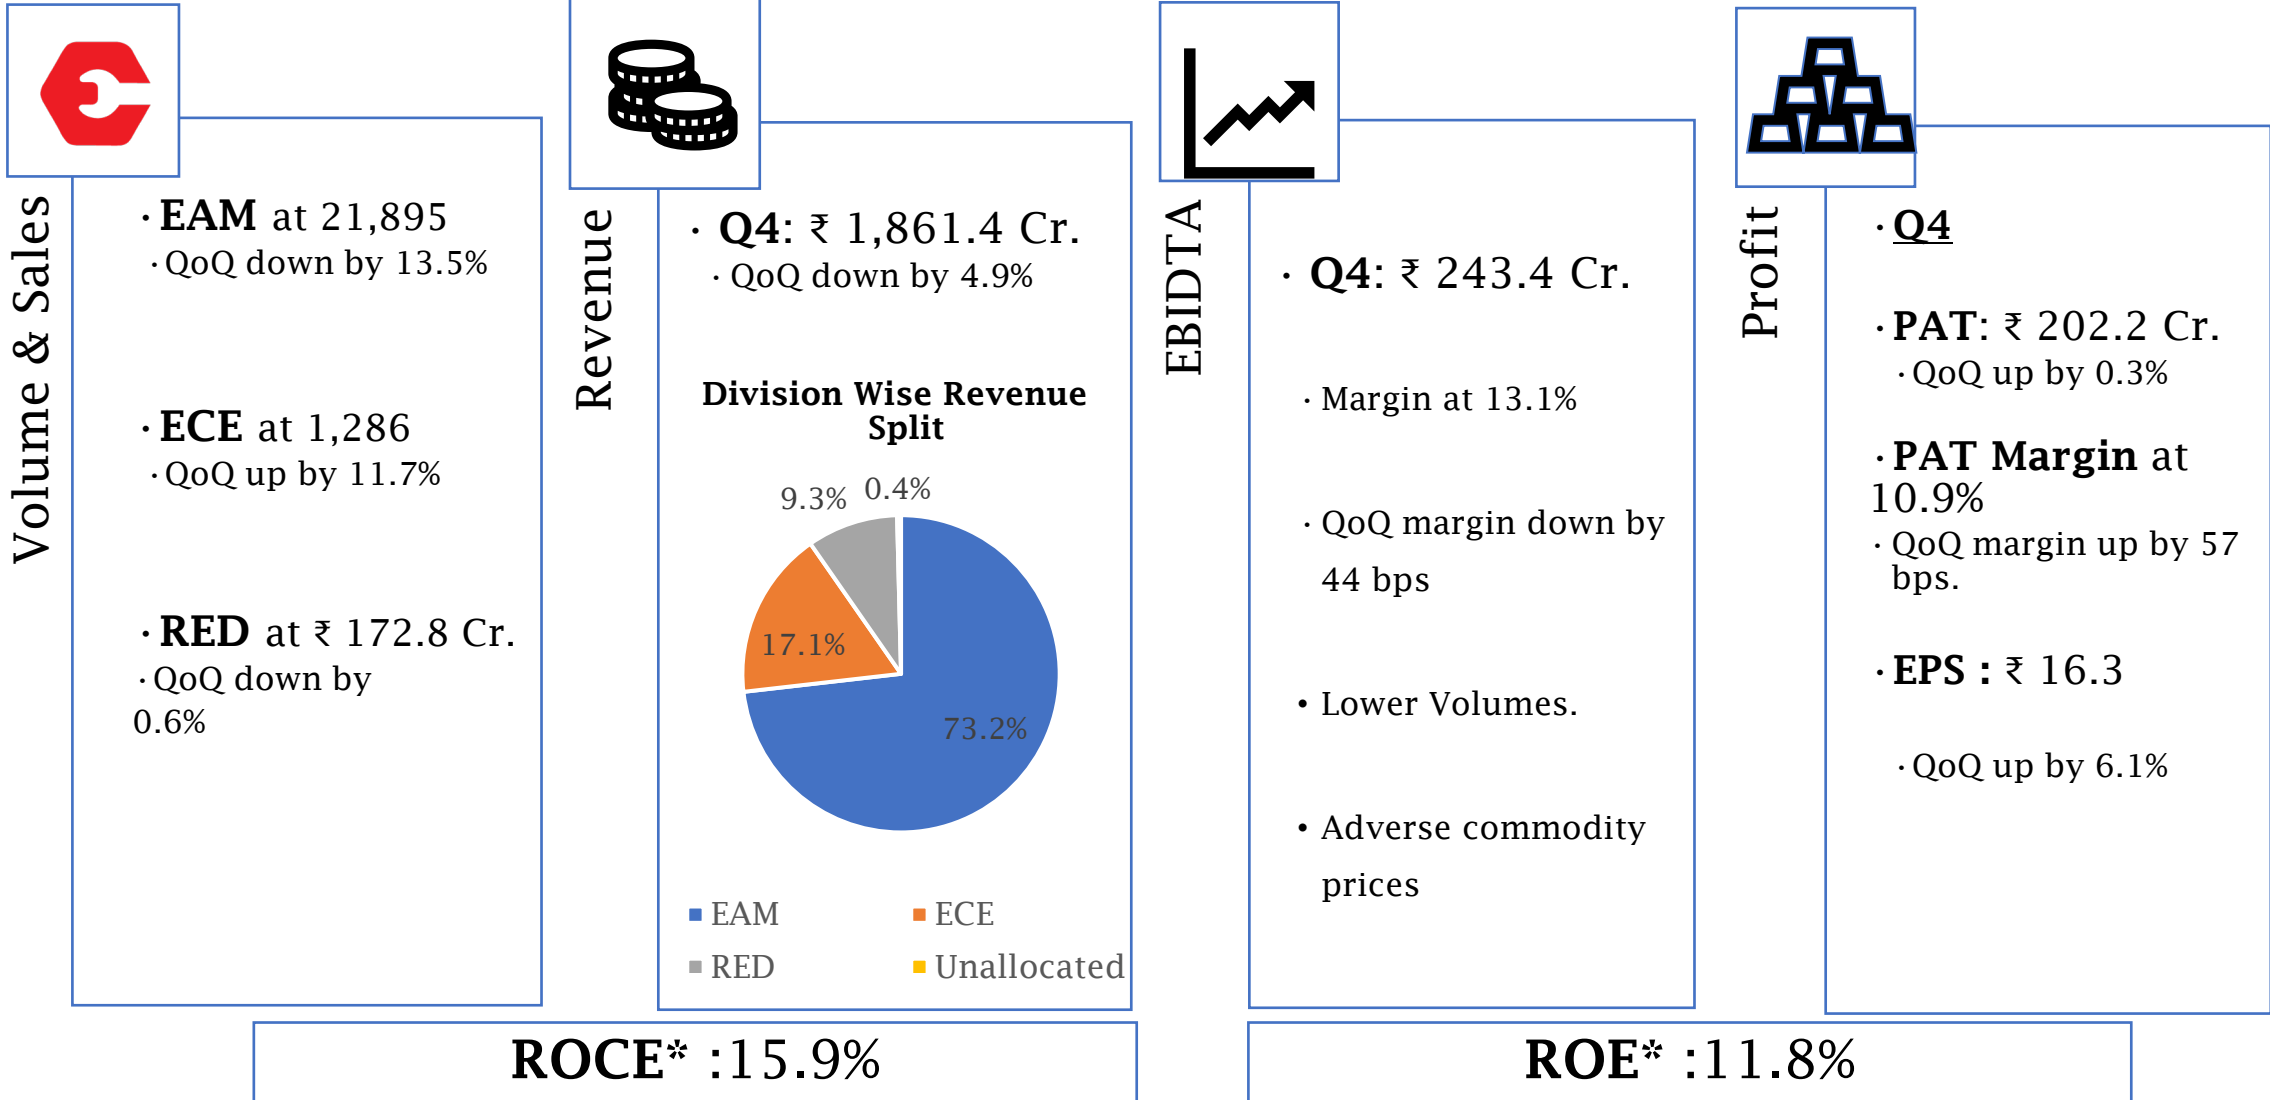 Volume & Sales
· EAM at 21,895
· QoQ down by 13.5%
· ECE at 1,286
· QoQ up by 11.7%
· RED at ₹ 172.8 Cr.
· QoQ down by
0.6%
Revenue
· Q4: ₹ 1,861.4 Cr.
· QoQ down by 4.9%
Division Wise Revenue
Split
9.3% 0.4%
17.1%
73.2%
EAM ECE
RED Unallocated
EBIDTA
· Q4: ₹ 243.4 Cr.
· Margin at 13.1%
· QoQ margin down by
44 bps
• Lower Volumes.
• Adverse commodity
prices
Profit
· Q4
· PAT: ₹ 202.2 Cr.
· QoQ up by 0.3%
· PAT Margin at
10.9%
· QoQ margin up by 57
bps.
· EPS : ₹ 16.3
· QoQ up by 6.1%
ROCE* :15.9%
ROE* :11.8%